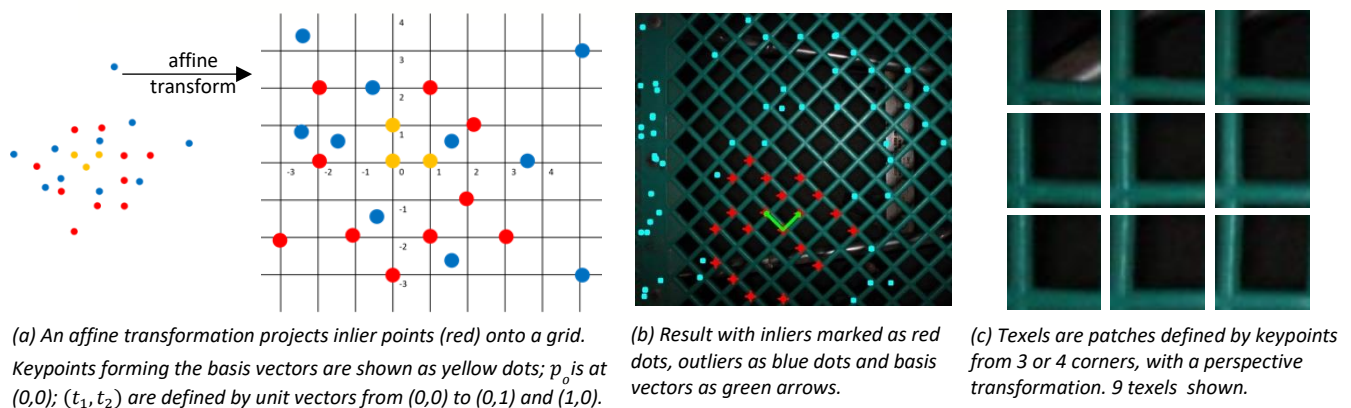 affine
transform
4
3
2
1
-3 -2 -1 0 1 2 3 4
-1
-2
-3
(a) An affine transformation projects inlier points (red) onto a grid.
Keypoints forming the basis vectors are shown as yellow dots; p_o is at
(0,0); (t₁, t₂) are defined by unit vectors from (0,0) to (0,1) and (1,0).
(b) Result with inliers marked as red
dots, outliers as blue dots and basis
vectors as green arrows.
(c) Texels are patches defined by keypoints
from 3 or 4 corners, with a perspective
transformation. 9 texels shown.